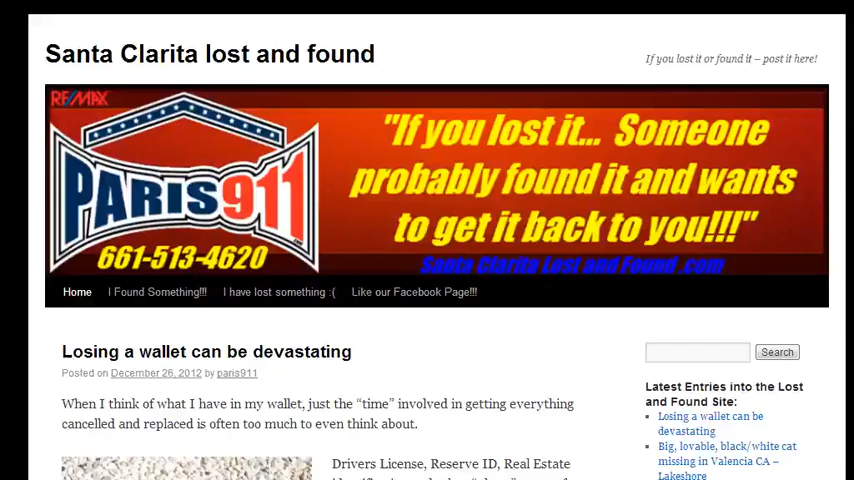 Santa Clarita lost and found
If you lost it or found it – post it here!
RE/MAX
PARIS911
.com
661-513-4620
"If you lost it... Someone
probably found it and wants
to get it back to you!!!"
Santa Clarita Lost and Found .com
Home I Found Something!!! I have lost something :( Like our Facebook Page!!!
Losing a wallet can be devastating
Posted on December 26, 2012 by paris911
When I think of what I have in my wallet, just the “time” involved in getting everything
cancelled and replaced is often too much to even think about.
Drivers License, Reserve ID, Real Estate
Search
Latest Entries into the Lost
and Found Site:
Losing a wallet can be
devastating
Big, lovable, black/white cat
missing in Valencia CA –
Lakeshore